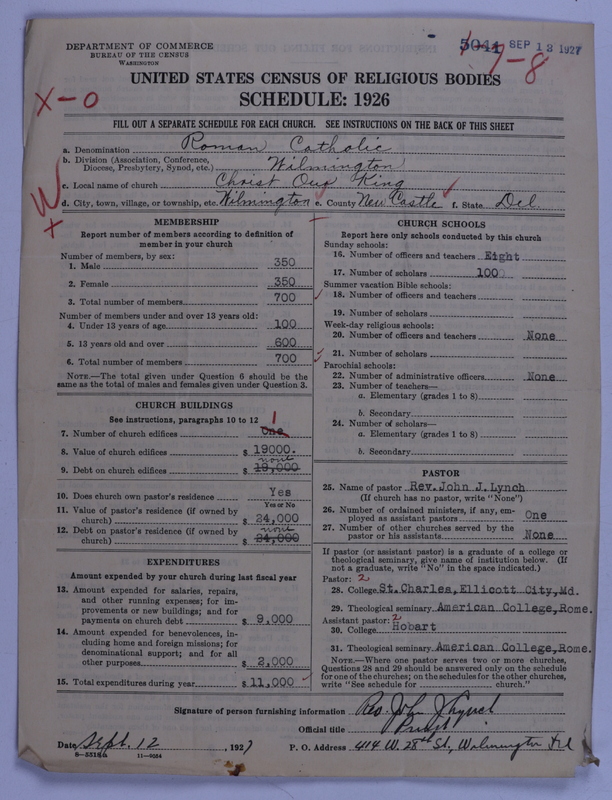 DEPARTMENT OF COMMERCE
BUREAU OF THE CENSUS
WASHINGTON
5041 SEP 13 1927
1-7-8
X-0
UNITED STATES CENSUS OF RELIGIOUS BODIES
SCHEDULE: 1926
FILL OUT A SEPARATE SCHEDULE FOR EACH CHURCH. SEE INSTRUCTIONS ON THE BACK OF THIS SHEET
a. Denomination Roman Catholic
b. Division (Association, Conference, Diocese, Presbytery, Synod, etc.) Wilmington
c. Local name of church Christ Our King
d. City, town, village, or township, etc. Wilmington e. County New Castle f. State Del.
W
X
MEMBERSHIP
Report number of members according to definition of
member in your church
Number of members, by sex:
1. Male 350
2. Female 350
3. Total number of members 700
Number of members under and over 13 years old:
4. Under 13 years of age 100
5. 13 years old and over 600
6. Total number of members 700
NOTE.—The total given under Question 6 should be the
same as the total of males and females given under Question 3.
CHURCH BUILDINGS
See instructions, paragraphs 10 to 12
1
7. Number of church edifices One
8. Value of church edifices $ 19000.
none
9. Debt on church edifices $ 19,000
10. Does church own pastor's residence Yes
Yes or No
11. Value of pastor's residence (if owned by
church) $ 24,000
none
12. Debt on pastor's residence (if owned by
church) $ 24,000
EXPENDITURES
Amount expended by your church during last fiscal year
13. Amount expended for salaries, repairs,
and other running expenses; for im-
provements or new buildings; and for
payments on church debt $ 9,000
14. Amount expended for benevolences, in-
cluding home and foreign missions; for
denominational support; and for all
other purposes $ 2,000
15. Total expenditures during year $ 11,000
CHURCH SCHOOLS
Report here only schools conducted by this church
Sunday schools:
16. Number of officers and teachers Eight
17. Number of scholars 100
Summer vacation Bible schools:
18. Number of officers and teachers
19. Number of scholars
Week-day religious schools:
20. Number of officers and teachers None
21. Number of scholars
Parochial schools:
22. Number of administrative officers None
23. Number of teachers—
a. Elementary (grades 1 to 8)
b. Secondary
24. Number of scholars—
a. Elementary (grades 1 to 8)
b. Secondary
PASTOR
25. Name of pastor Rev. John J. Lynch
(If church has no pastor, write "None")
26. Number of ordained ministers, if any, em-
ployed as assistant pastors One
27. Number of other churches served by the
pastor or his assistants None
If pastor (or assistant pastor) is a graduate of a college or
theological seminary, give name of institution below. (If
not a graduate, write "No" in the space indicated.)
Pastor: 2
28. College St. Charles, Ellicott City, Md.
29. Theological seminary American College, Rome.
Assistant pastor: 2
30. College Hobart
31. Theological seminary American College, Rome.
NOTE.—Where one pastor serves two or more churches,
Questions 28 and 29 should be answered only on the schedule
for one of the churches; on the schedules for the other churches,
write "See schedule for church."
Signature of person furnishing information Rev. John J Lynch
Official title
Date Sept. 12, 1927 P. O. Address 414 W. 28th St, Wilmington Del
11—9054